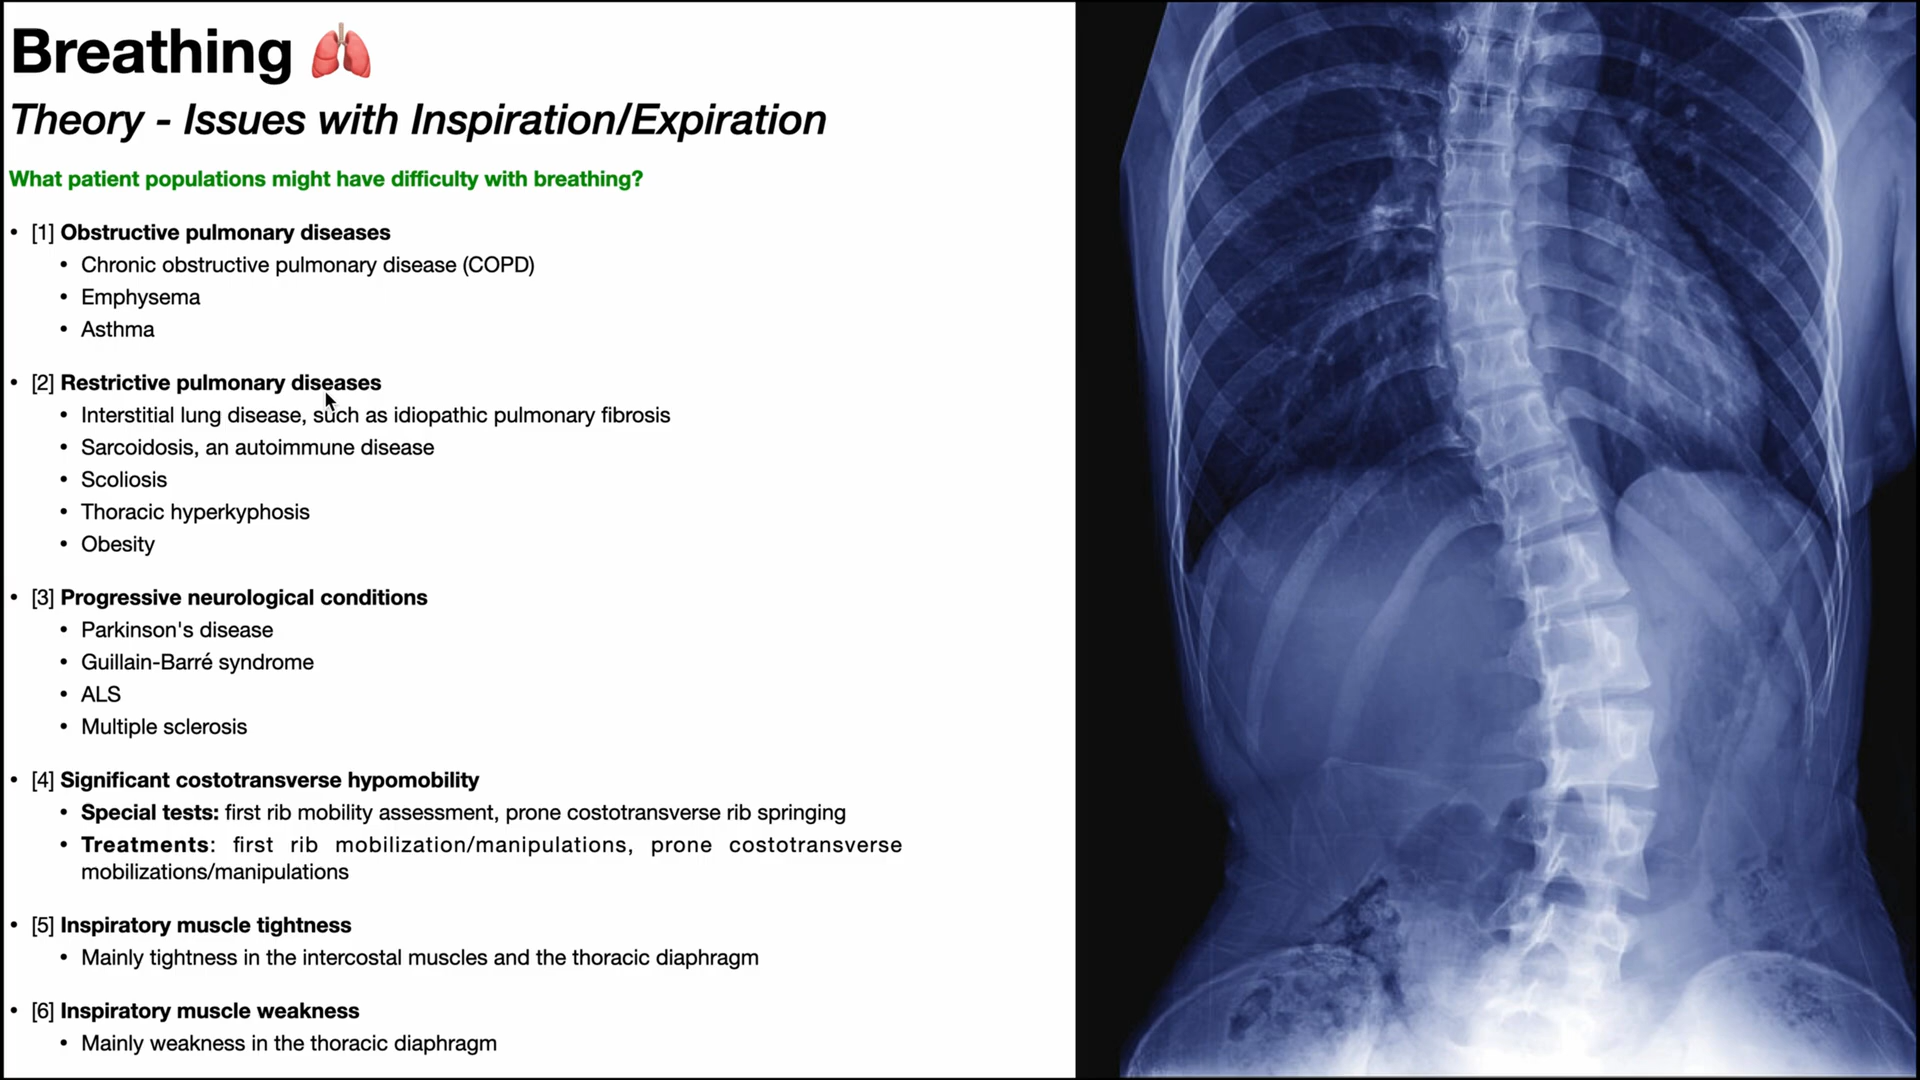 Breathing 🫁
Theory - Issues with Inspiration/Expiration
What patient populations might have difficulty with breathing?
• [1] Obstructive pulmonary diseases
• Chronic obstructive pulmonary disease (COPD)
• Emphysema
• Asthma
• [2] Restrictive pulmonary diseases
• Interstitial lung disease, such as idiopathic pulmonary fibrosis
• Sarcoidosis, an autoimmune disease
• Scoliosis
• Thoracic hyperkyphosis
• Obesity
• [3] Progressive neurological conditions
• Parkinson's disease
• Guillain-Barré syndrome
• ALS
• Multiple sclerosis
• [4] Significant costotransverse hypomobility
• Special tests: first rib mobility assessment, prone costotransverse rib springing
• Treatments: first rib mobilization/manipulations, prone costotransverse
mobilizations/manipulations
• [5] Inspiratory muscle tightness
• Mainly tightness in the intercostal muscles and the thoracic diaphragm
• [6] Inspiratory muscle weakness
• Mainly weakness in the thoracic diaphragm